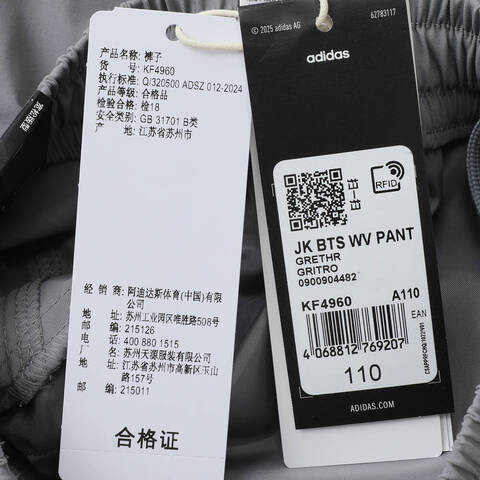 产品名称: 裤子
货 号: KF4960
执行标准: Q/320500 ADSZ 012-2024
产品等级: 合格品
检验合格: 检18
安全类别: GB 31701 B类
产 地: 江苏省苏州市
经 销 商: 阿迪达斯体育(中国)有限公司
地 址: 苏州工业园区唯胜路508号
邮 编: 215126
电 话: 400 880 1515
厂 名: 苏州天源服装有限公司
地 址: 江苏省苏州市高新区玉山路157号
邮 编: 215011
合格证
62783117
© 2025 adidas AG
adidas
RFID
JK BTS WV PANT
GRETHR
GRITRO
0900904482
KF4960 A110
EAN
4 068812 769207
110
ADIDAS.COM